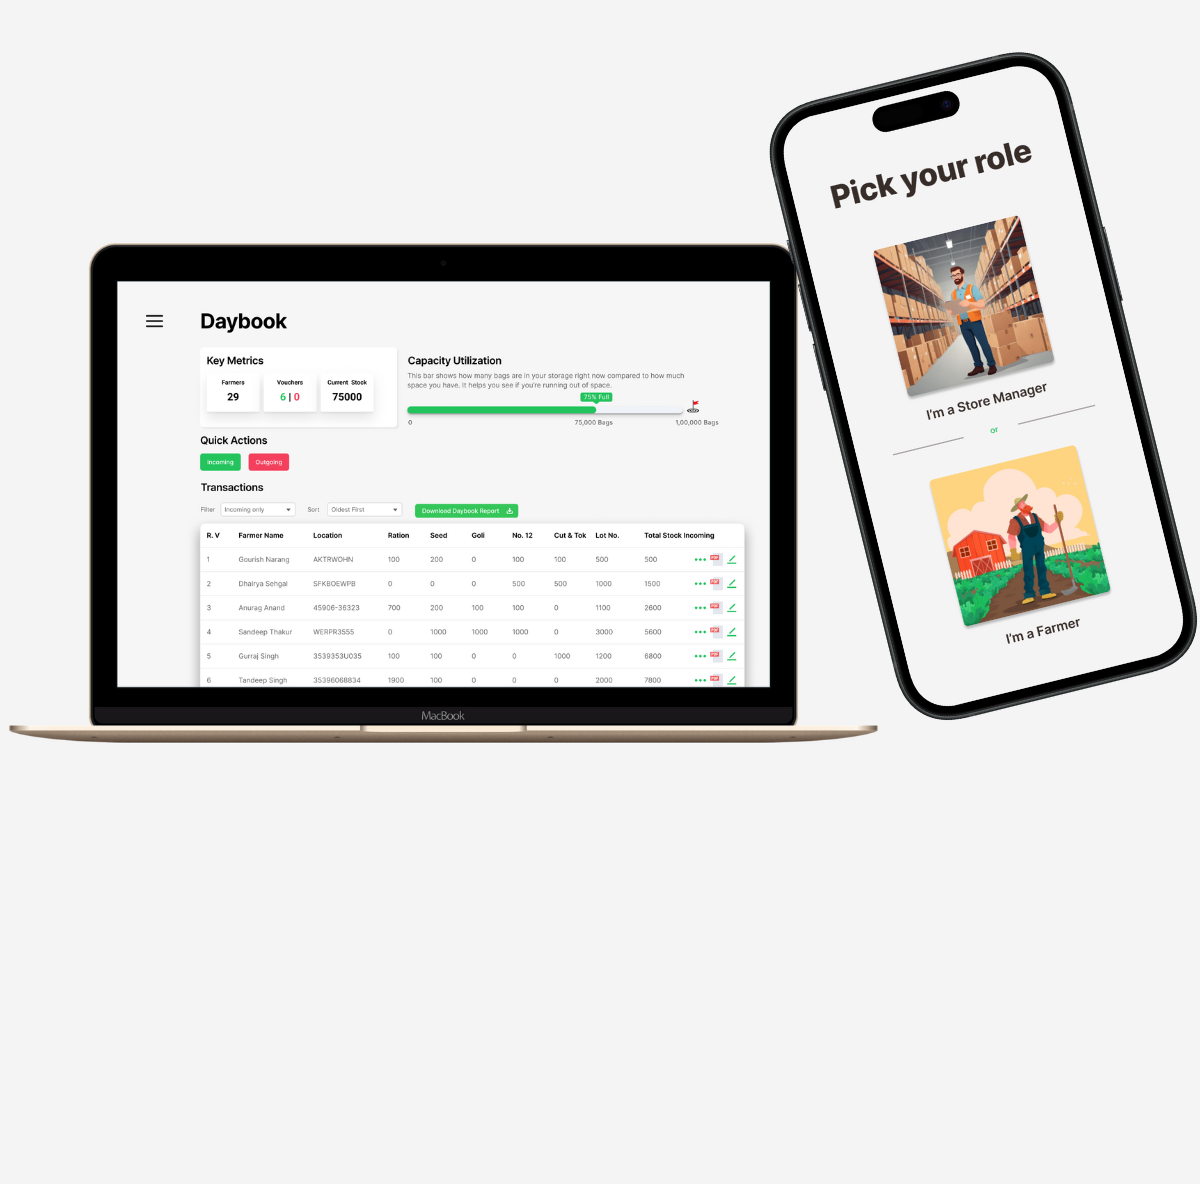 Pick your role
I'm a Store Manager
or
I'm a Farmer
Daybook
Key Metrics
Farmers
29
Vouchers
6 | 0
Current Stock
75000
Capacity Utilization
This bar shows how many bags are in your storage right now compared to how much
space you have. It helps you see if you're running out of space.
75% Full
0 75,000 Bags 1,00,000 Bags
Quick Actions
Incoming Outgoing
Transactions
Filter Incoming only Sort Oldest First Download Daybook Report
R. V Farmer Name Location Ration Seed Goli No. 12 Cut & Tok Lot No. Total Stock Incoming
1 Gourish Narang AKTRWOHN 100 200 0 100 100 500 500 PDF
2 Dhairya Sehgal SFKBOEWPB 0 0 0 500 500 1000 1500 PDF
3 Anurag Anand 45906-36323 700 200 100 100 0 1100 2600 PDF
4 Sandeep Thakur WERPR3555 0 1000 1000 1000 0 3000 5600 PDF
5 Gurraj Singh 3539353U035 100 100 0 0 1000 1200 6800 PDF
6 Tandeep Singh 35396068834 1900 100 0 0 0 2000 7800 PDF
MacBook